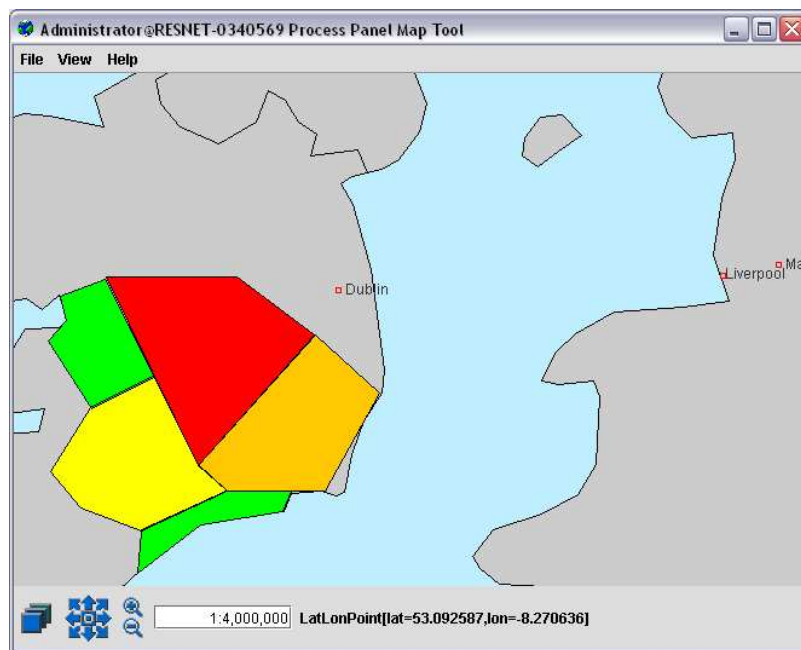 Administrator@RESNET-0340569 Process Panel Map Tool
File View Help
Dublin
Liverpool
Ma
1:4,000,000
LatLonPoint[lat=53.092587,lon=-8.270636]